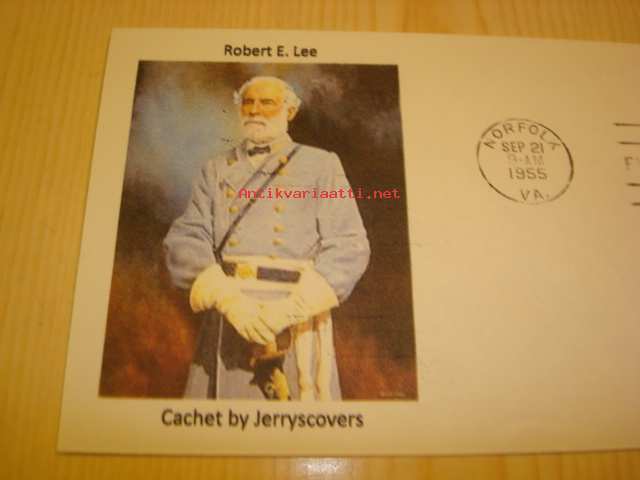 Robert E. Lee
Antikvariaatti.net
NORFOLK
SEP 21
9-AM
1955
VA.
Cachet by Jerryscovers